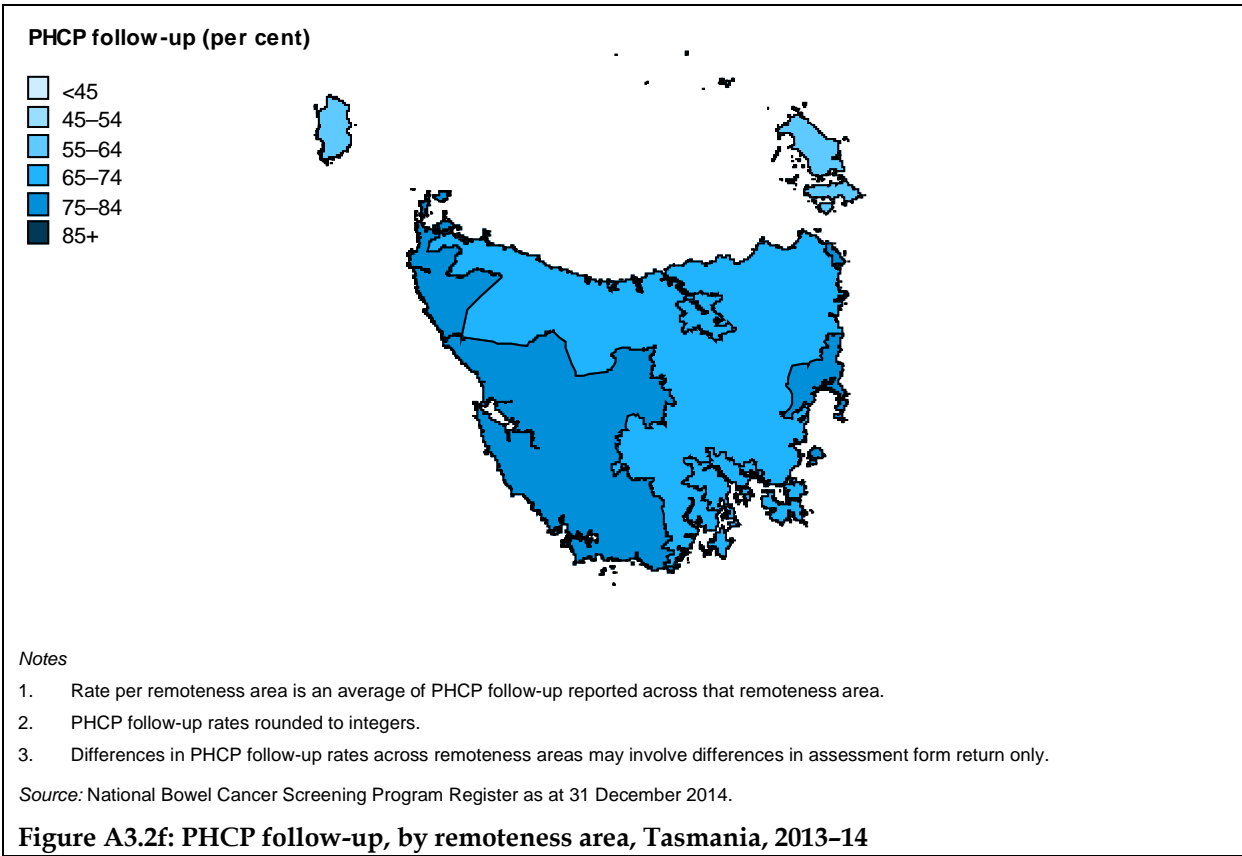 PHCP follow-up (per cent)
<45
45–54
55–64
65–74
75–84
85+
Notes
1. Rate per remoteness area is an average of PHCP follow-up reported across that remoteness area.
2. PHCP follow-up rates rounded to integers.
3. Differences in PHCP follow-up rates across remoteness areas may involve differences in assessment form return only.
Source: National Bowel Cancer Screening Program Register as at 31 December 2014.
Figure A3.2f: PHCP follow-up, by remoteness area, Tasmania, 2013–14